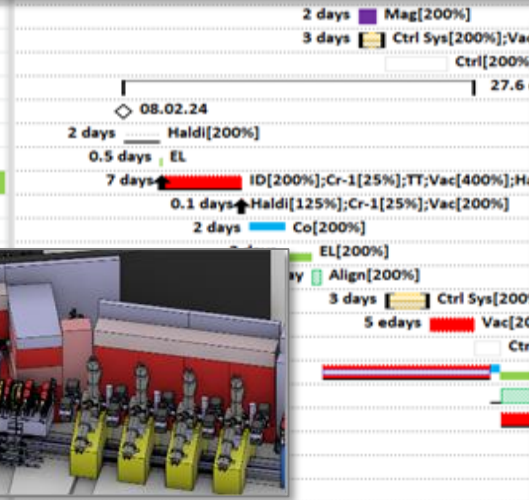 2 days Mag[200%]
3 days Ctrl Sys[200%];Vac
Ctrl[200%
27.6
08.02.24
2 days Haldi[200%]
0.5 days EL
7 days ID[200%];Cr-1[25%];TT;Vac[400%];Ha
0.1 days Haldi[125%];Cr-1[25%];Vac[200%]
2 days Co[200%]
EL[200%]
ay Align[200%]
3 days Ctrl Sys[200
5 edays Vac[20
Ctr